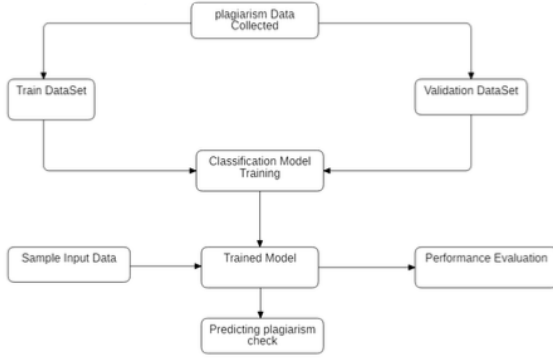 plagiarism Data
Collected
Train DataSet
Validation DataSet
Classification Model
Training
Sample Input Data
Trained Model
Performance Evaluation
Predicting plagiarism
check